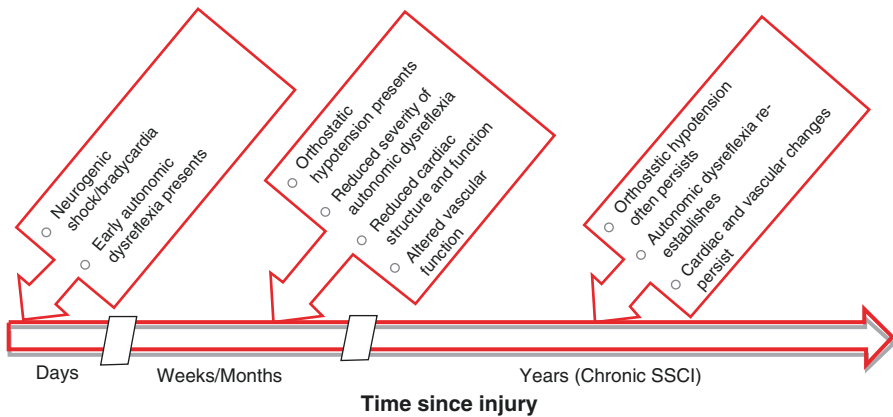 Neurogenic
shock/bradycardia
Early autonomic
dysreflexia presents
Orthostatic
hypotension presents
Reduced severity of
autonomic dysreflexia
Reduced cardiac
structure and function
Altered vascular
function
Orthoststic hypotension
often persists
Autonomic dysreflexia re-
establishes
Cardiac and vascular changes
persist
Days
Weeks/Months
Years (Chronic SSCI)
Time since injury